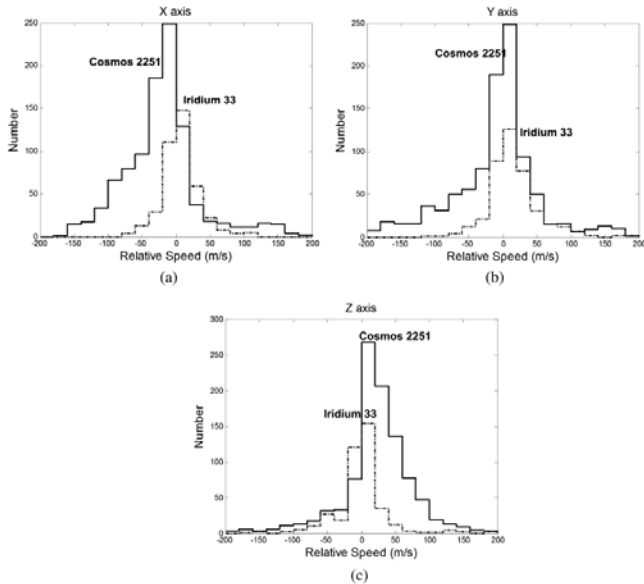 X axis
250
200
150
100
50
0
Number
Cosmos 2251
Iridium 33
-200 -150 -100 -50 0 50 100 150 200
Relative Speed (m/s)
(a)
Y axis
250
200
150
100
50
0
Number
Cosmos 2251
Iridium 33
-200 -150 -100 -50 0 50 100 150 200
Relative Speed (m/s)
(b)
Z axis
300
250
200
150
100
50
0
Number
Cosmos 2251
Iridium 33
-200 -150 -100 -50 0 50 100 150 200
Relative Speed (m/s)
(c)